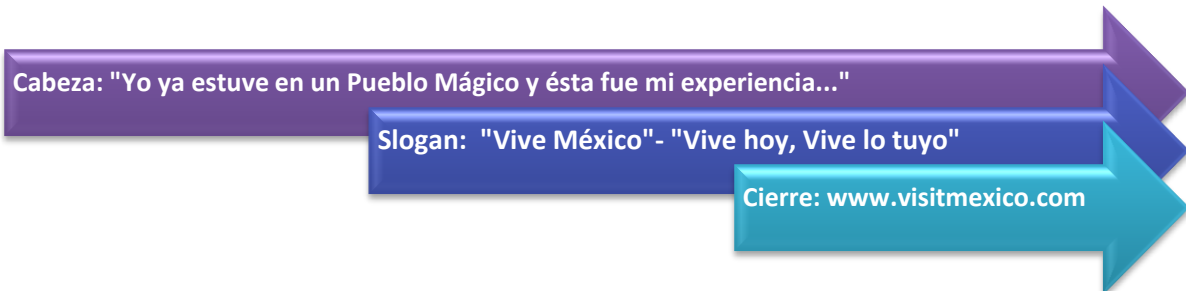 Cabeza: "Yo ya estuve en un Pueblo Mágico y ésta fue mi experiencia..."
Slogan:  "Vive México"- "Vive hoy, Vive lo tuyo"
Cierre: www.visitmexico.com